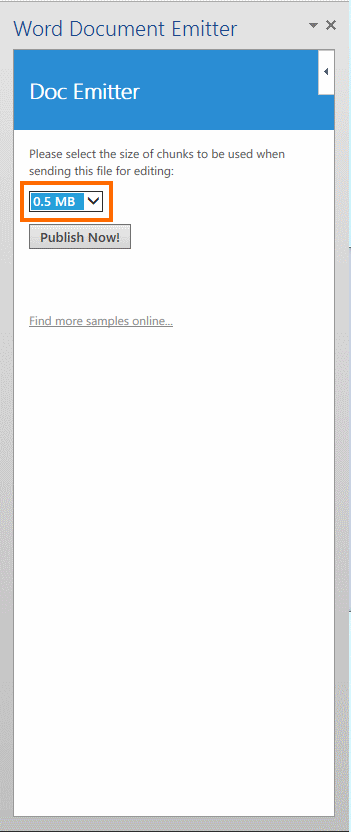 Word Document Emitter
Doc Emitter
Please select the size of chunks to be used when
sending this file for editing:
0.5 MB
Publish Now!
Find more samples online...